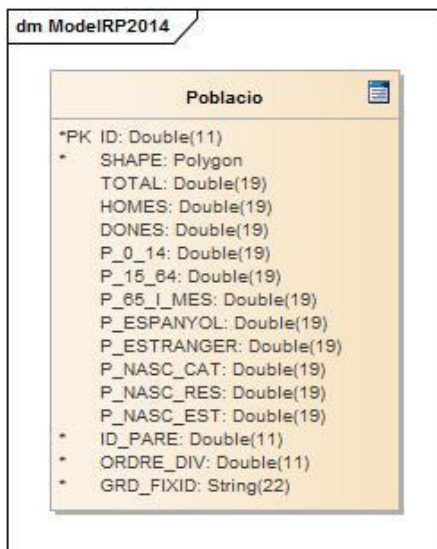 dm ModelRP2014
Poblacio
*PK ID: Double(11)
* SHAPE: Polygon
TOTAL: Double(19)
HOMES: Double(19)
DONES: Double(19)
P_0_14: Double(19)
P_15_64: Double(19)
P_65_I_MES: Double(19)
P_ESPANYOL: Double(19)
P_ESTRANGER: Double(19)
P_NASC_CAT: Double(19)
P_NASC_RES: Double(19)
P_NASC_EST: Double(19)
* ID_PARE: Double(11)
* ORDRE_DIV: Double(11)
* GRD_FIXID: String(22)